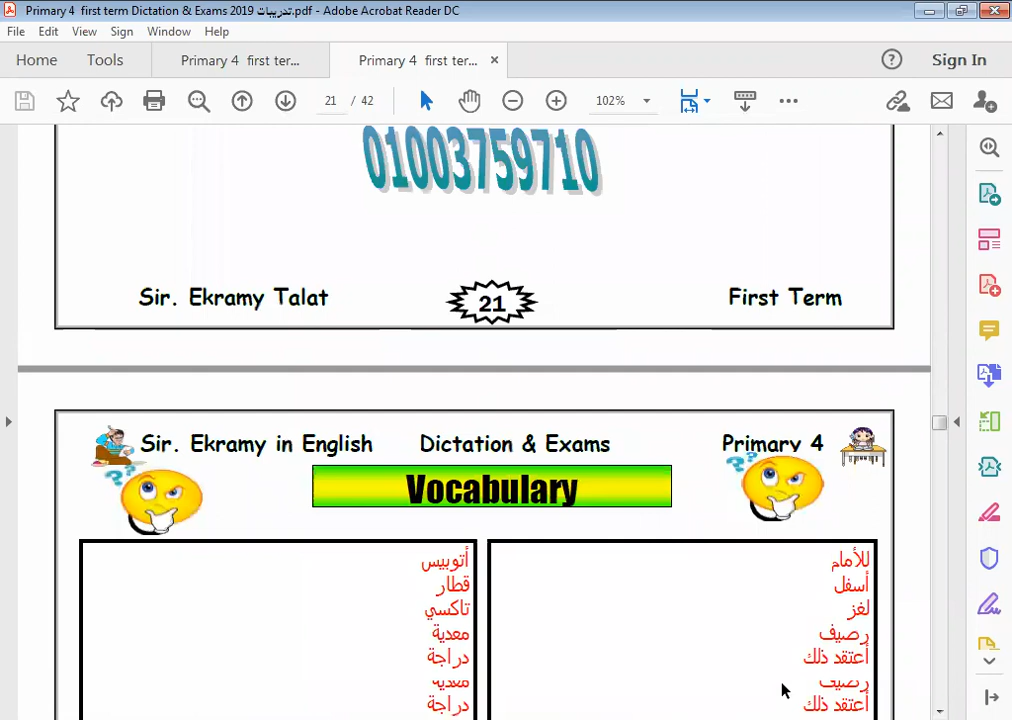 Primary 4  first term Dictation & Exams 2019 تدريبات.pdf - Adobe Acrobat Reader DC
File Edit View Sign Window Help
Home Tools Primary 4  first ter... Primary 4  first ter... × Sign In
21 / 42 102%
01003759710
Sir. Ekramy Talat 21 First Term
Sir. Ekramy in English Dictation & Exams Primary 4
Vocabulary
أتوبيس
قطار
تاكسي
معدية
دراجة
معدية
دراجة
للأمام
أسفل
لغز
رصيف
أعتقد ذلك
رصيف
أعتقد ذلك